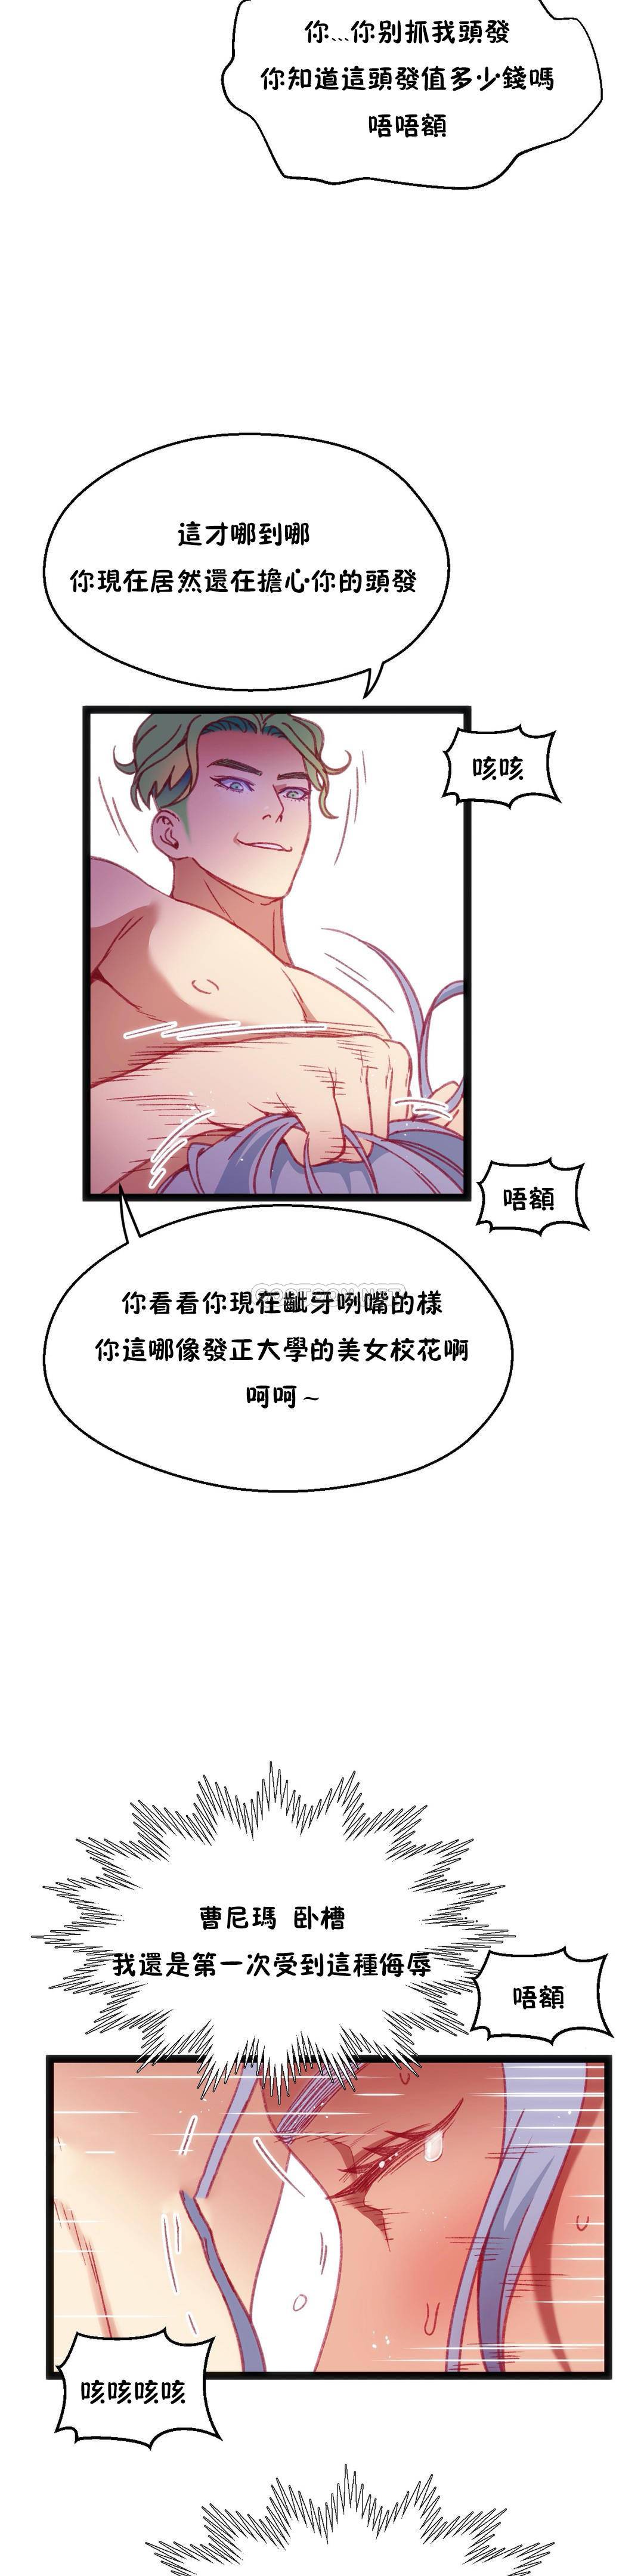 你...你别抓我頭發
你知道這頭發值多少錢嗎
唔唔額
這才哪到哪
你現在居然還在擔心你的頭發
咳咳
唔額
你看看你現在齜牙咧嘴的樣
你這哪像發正大學的美女校花啊
呵呵~
曹尼瑪 卧槽
我還是第一次受到這種侮辱
唔額
咳咳咳咳